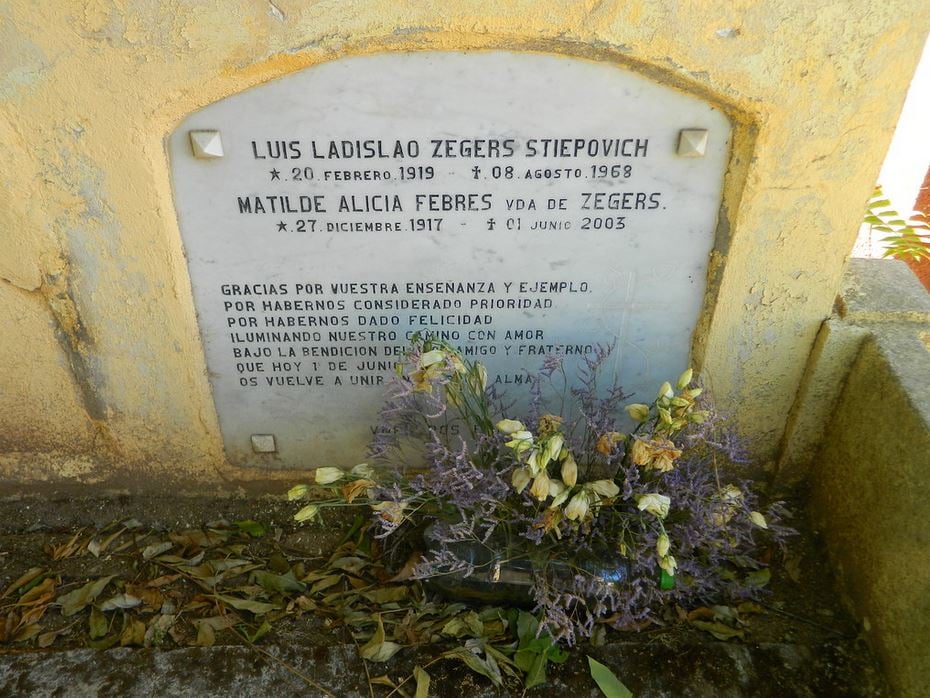 LUIS LADISLAO ZEGERS STIEPOVICH
★.20.FEBRERO.1919 - ✝.08.AGOSTO.1968
MATILDE ALICIA FEBRES VDA DE ZEGERS.
★.27.DICIEMBRE.1917 - ✝ 01 JUNIO 2003
GRACIAS POR VUESTRA ENSEÑANZA Y EJEMPLO.
POR HABERNOS CONSIDERADO PRIORIDAD.
POR HABERNOS DADO FELICIDAD
ILUMINANDO NUESTRO CAMINO CON AMOR
BAJO LA BENDICION DEL AMIGO Y FRATERNO
QUE HOY 1 DE JUNIO
OS VUELVE A UNIR ALMA